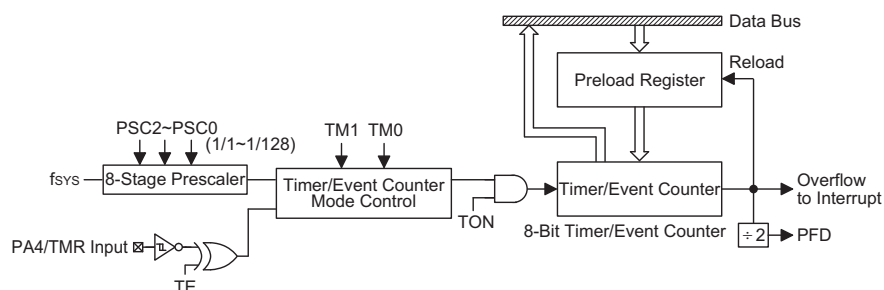 Data Bus
Preload Register
Reload
PSC2~PSC0
(1/1~1/128)
TM1 TM0
fSYS
8-Stage Prescaler
Timer/Event Counter
Mode Control
TON
Timer/Event Counter
8-Bit Timer/Event Counter
Overflow
to Interrupt
÷ 2
PFD
PA4/TMR Input
TE